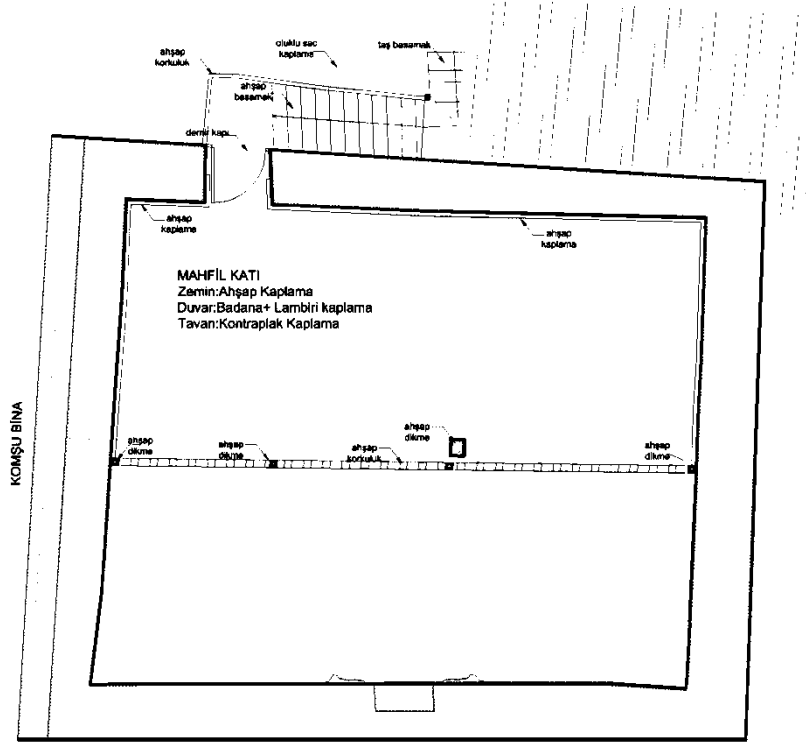 ahşap
korkuluk
oluklu sac
kaplama
taş basamak
ahşap
basamak
demir kapı
ahşap
kaplama
ahşap
kaplama
MAHFİL KATI
Zemin:Ahşap Kaplama
Duvar:Badana+ Lambiri kaplama
Tavan:Kontraplak Kaplama
KOMŞU BİNA
ahşap
dikme
ahşap
dikme
ahşap
korkuluk
ahşap
dikme
ahşap
dikme